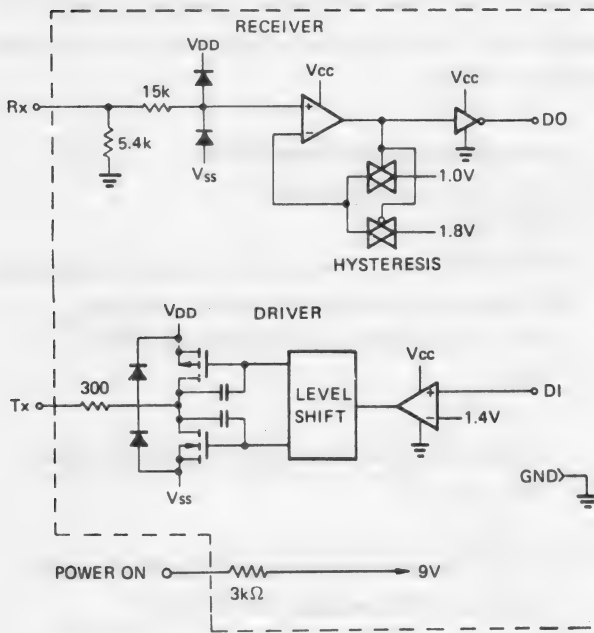 RECEIVER
VDD
15k
Rx
5.4k
VSS
VCC
+
−
VCC
DO
1.0V
1.8V
HYSTERESIS
DRIVER
VDD
300
Tx
VSS
LEVEL
SHIFT
VCC
+
−
DI
1.4V
GND
POWER ON
3kΩ
9V